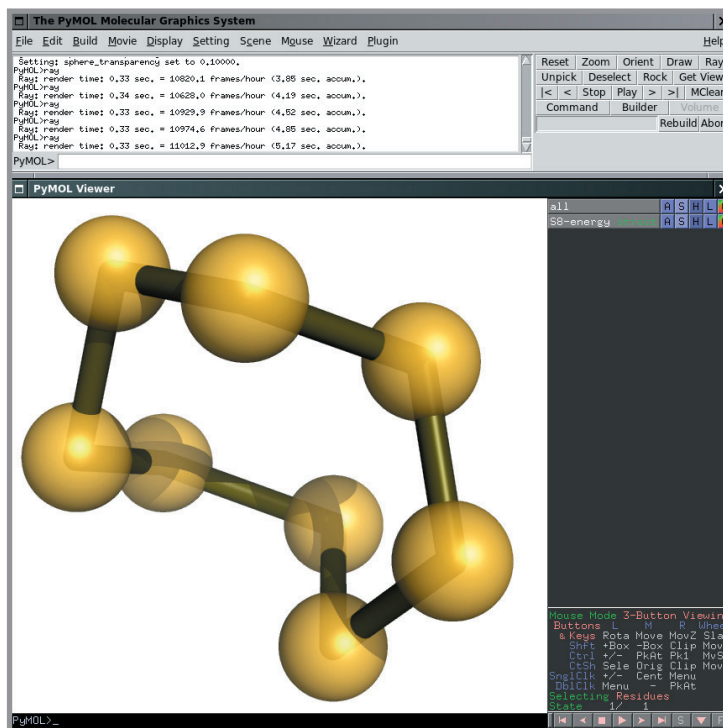 The PyMOL Molecular Graphics System
File Edit Build Movie Display Setting Scene Mouse Wizard Plugin Help
Setting: sphere_transparency set to 0.10000.
PyMOL>ray
Ray: render time: 0.33 sec. = 10820.1 frames/hour (3.85 sec. accum.).
PyMOL>ray
Ray: render time: 0.34 sec. = 10628.0 frames/hour (4.19 sec. accum.).
PyMOL>ray
Ray: render time: 0.33 sec. = 10929.9 frames/hour (4.52 sec. accum.).
PyMOL>ray
Ray: render time: 0.33 sec. = 10974.6 frames/hour (4.85 sec. accum.).
PyMOL>ray
Ray: render time: 0.33 sec. = 11012.9 frames/hour (5.17 sec. accum.).
PyMOL>
Reset Zoom Orient Draw Ray
Unpick Deselect Rock Get View
|< < Stop Play > >| MClear
Command Builder Volume
Rebuild Abor
PyMOL Viewer
all A S H L
S8-energy A S H L
Mouse Mode 3-Button Viewin
Buttons L M R Whee
& Keys Rota Move MovZ Sla
Shft +Box -Box Clip Mov
Ctrl +/- PkAt Pk1 MvS
CtSh Sele Orig Clip Mov
SnglClk +/- Cent Menu
DblClk Menu - PkAt
Selecting Residues
State 1/ 1
PyMOL>_
S